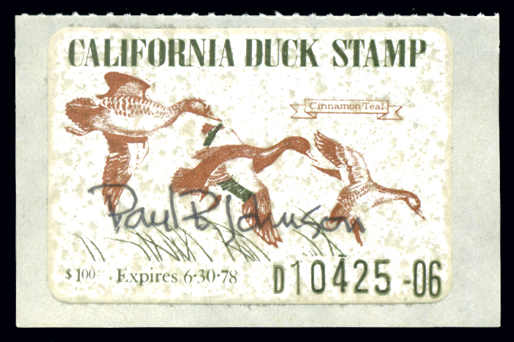 CALIFORNIA DUCK STAMP
Cinnamon Teal
Paul B. Johnson
$1.00
Expires 6-30-78
D10425-06